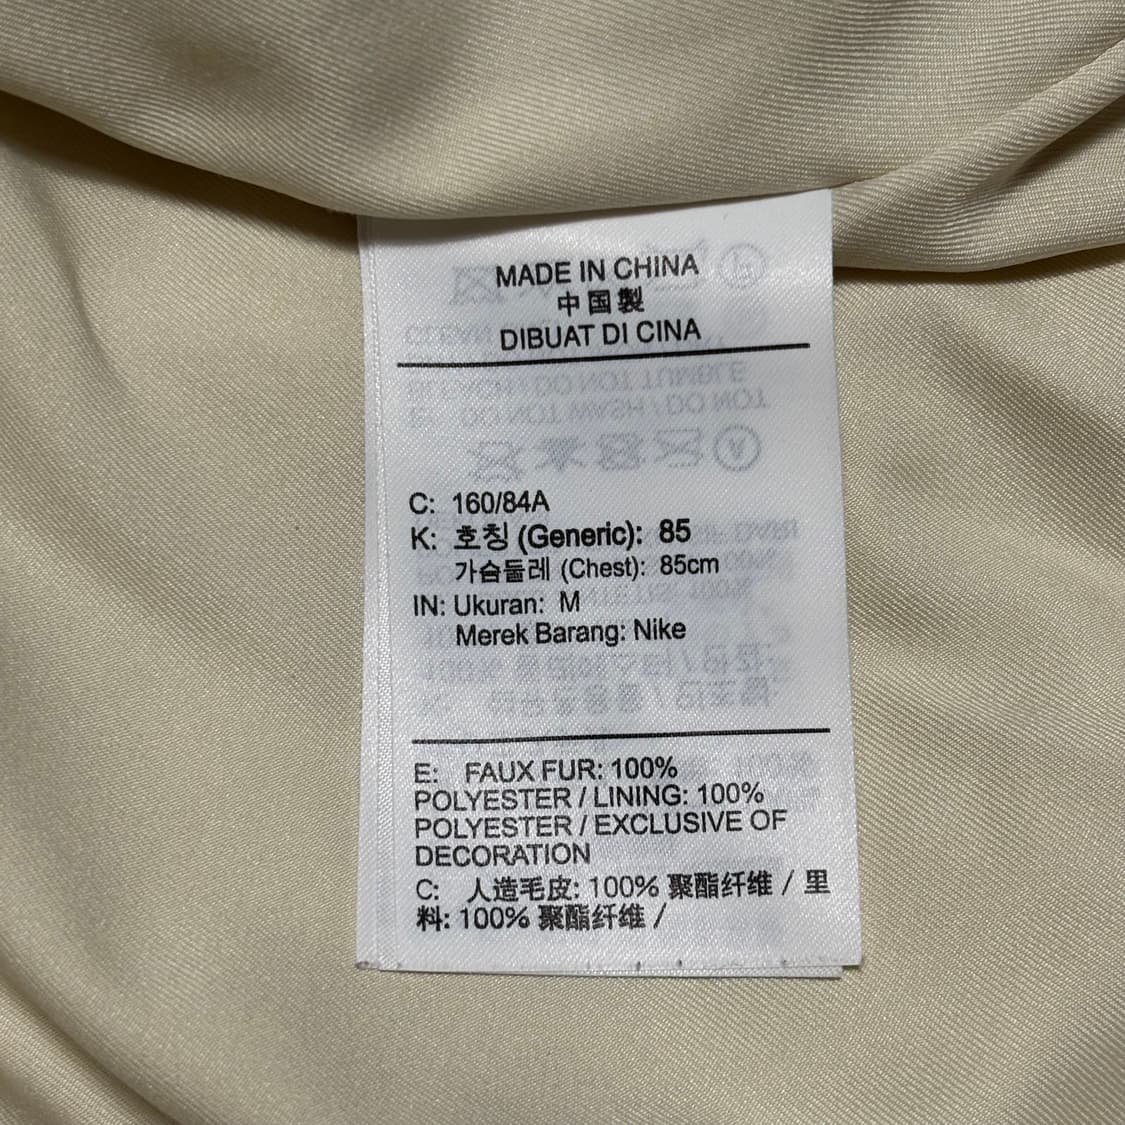 MADE IN CHINA
中国製
DIBUAT DI CINA
C: 160/84A
K: 호칭 (Generic): 85
가슴둘레 (Chest): 85cm
IN: Ukuran: M
Merek Barang: Nike
E: FAUX FUR: 100%
POLYESTER / LINING: 100%
POLYESTER / EXCLUSIVE OF
DECORATION
C: 人造毛皮: 100% 聚酯纤维 / 里
料: 100% 聚酯纤维 /